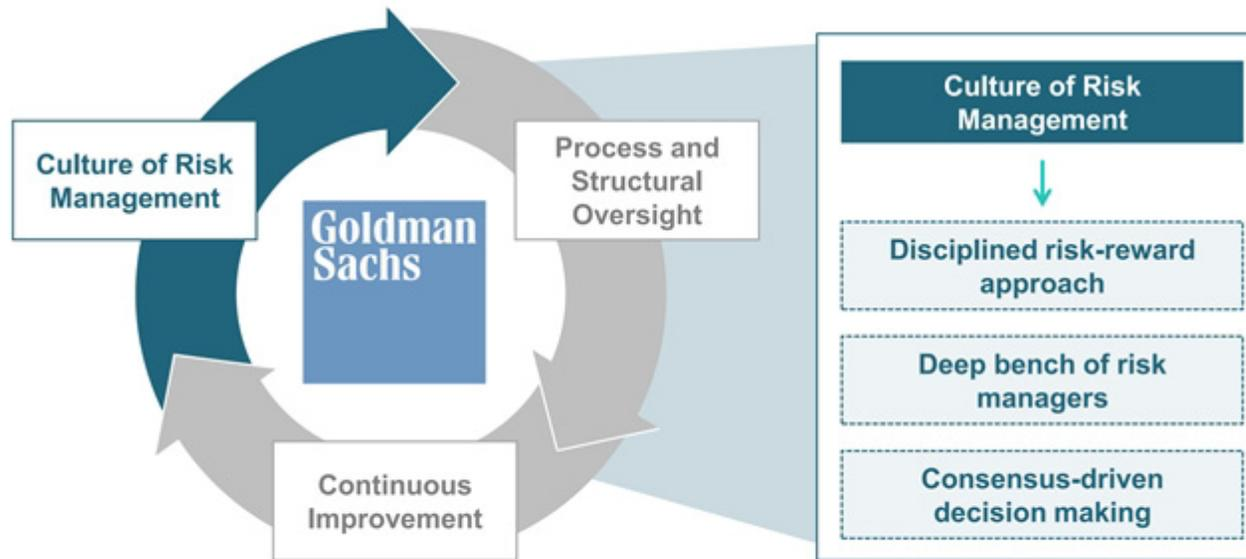 Culture of Risk
Management
Process and
Structural
Oversight
Goldman
Sachs
Continuous
Improvement
Culture of Risk
Management
Disciplined risk-reward
approach
Deep bench of risk
managers
Consensus-driven
decision making